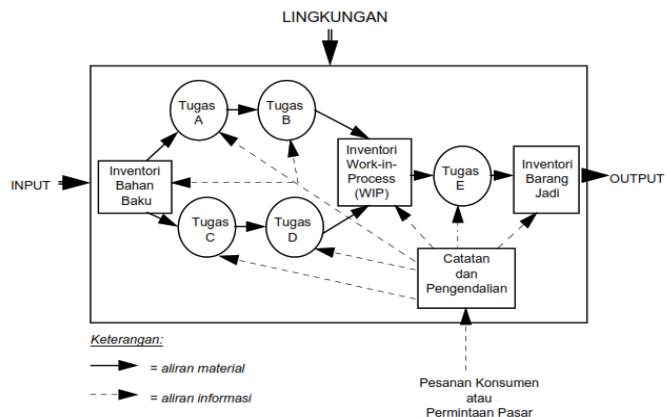 LINGKUNGAN
Tugas
A
Tugas
B
INPUT
Inventori
Bahan
Baku
Inventori
Work-in-
Process
(WIP)
Tugas
E
Inventori
Barang
Jadi
OUTPUT
Tugas
C
Tugas
D
Catatan
dan
Pengendalian
Keterangan:
= aliran material
= aliran informasi
Pesanan Konsumen
atau
Permintaan Pasar